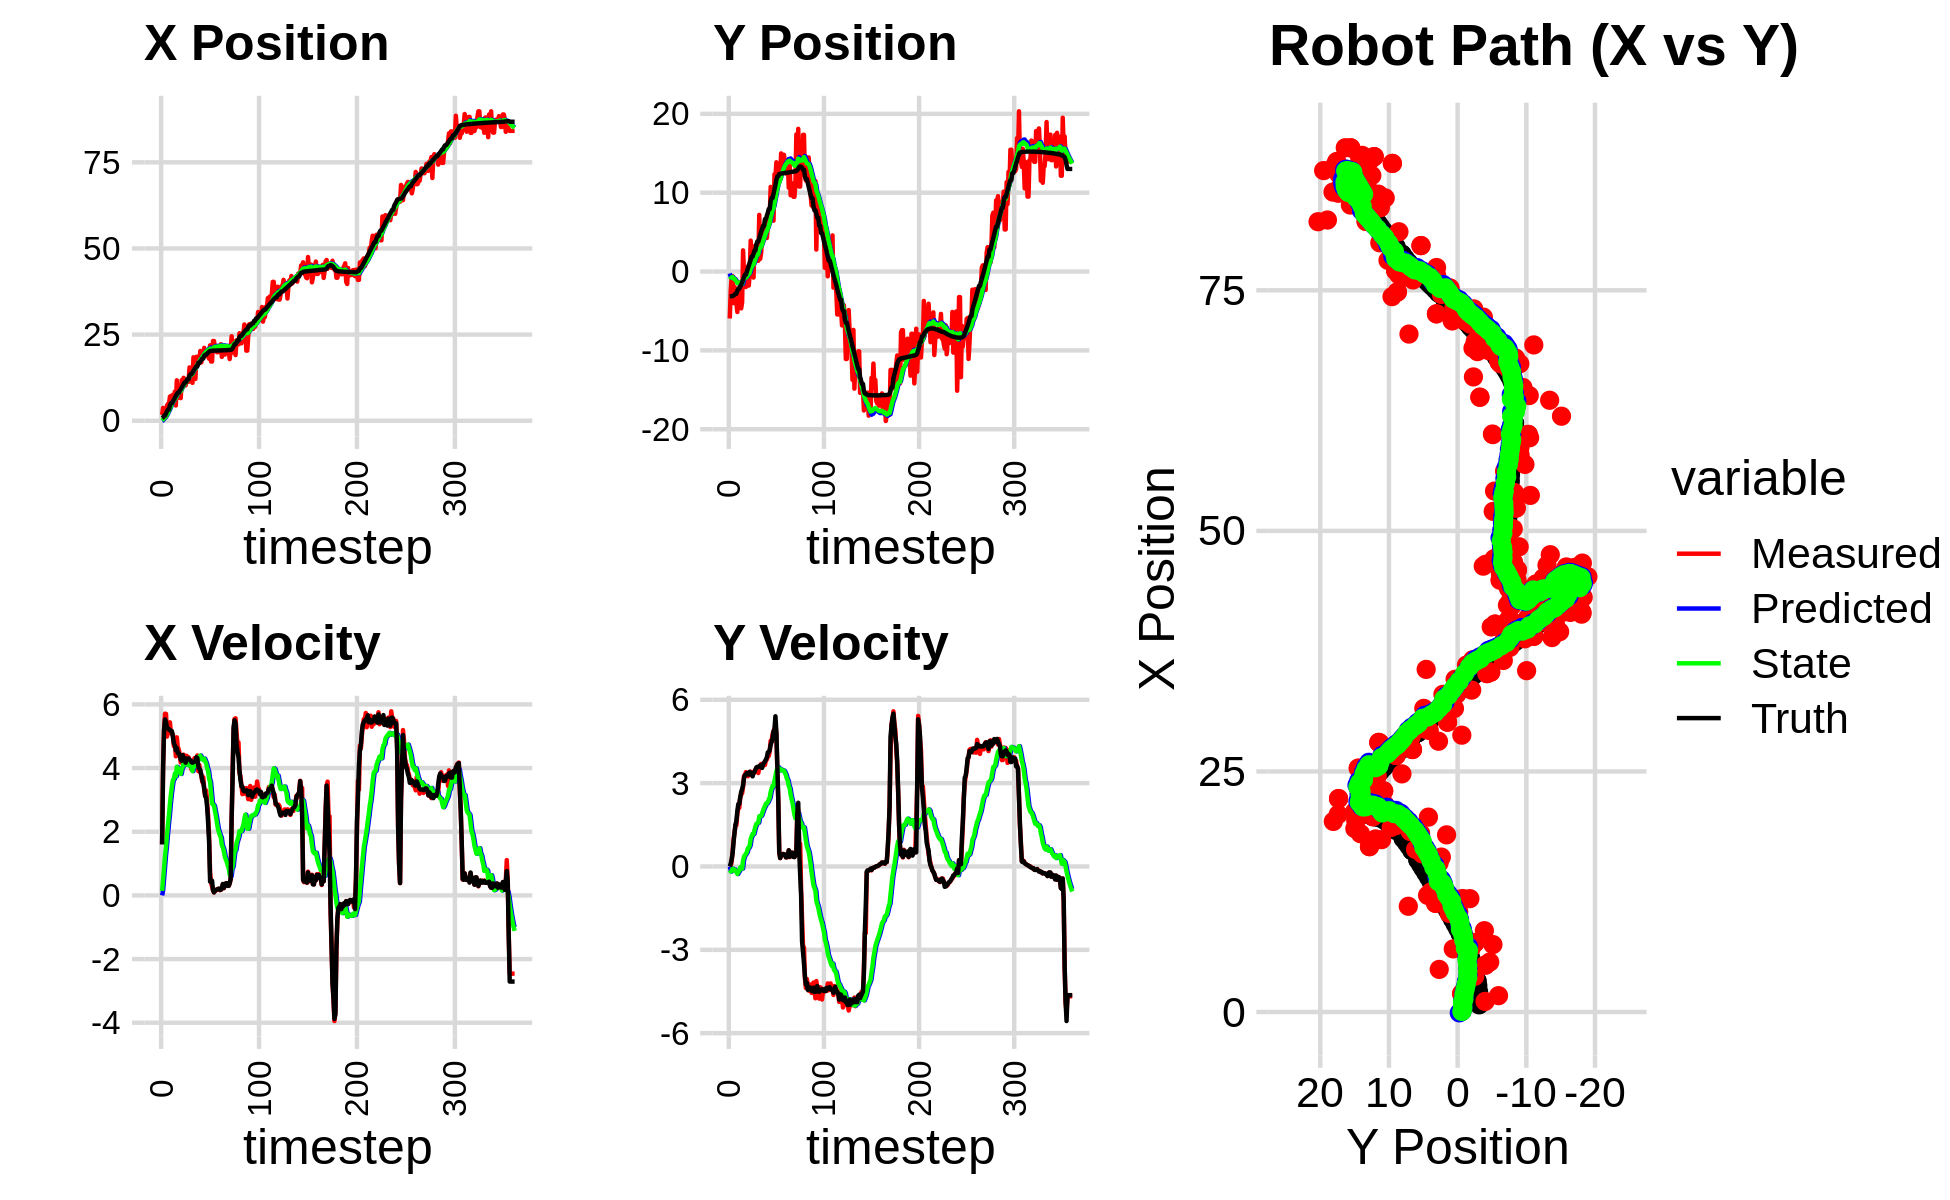 X Position
75
50
25
0
0
100
200
300
timestep
Y Position
20
10
0
-10
-20
0
100
200
300
timestep
X Velocity
6
4
2
0
-2
-4
0
100
200
300
timestep
Y Velocity
6
3
0
-3
-6
0
100
200
300
timestep
Robot Path (X vs Y)
X Position
75
50
25
0
20 10 0 -10 -20
Y Position
variable
Measured
Predicted
State
Truth